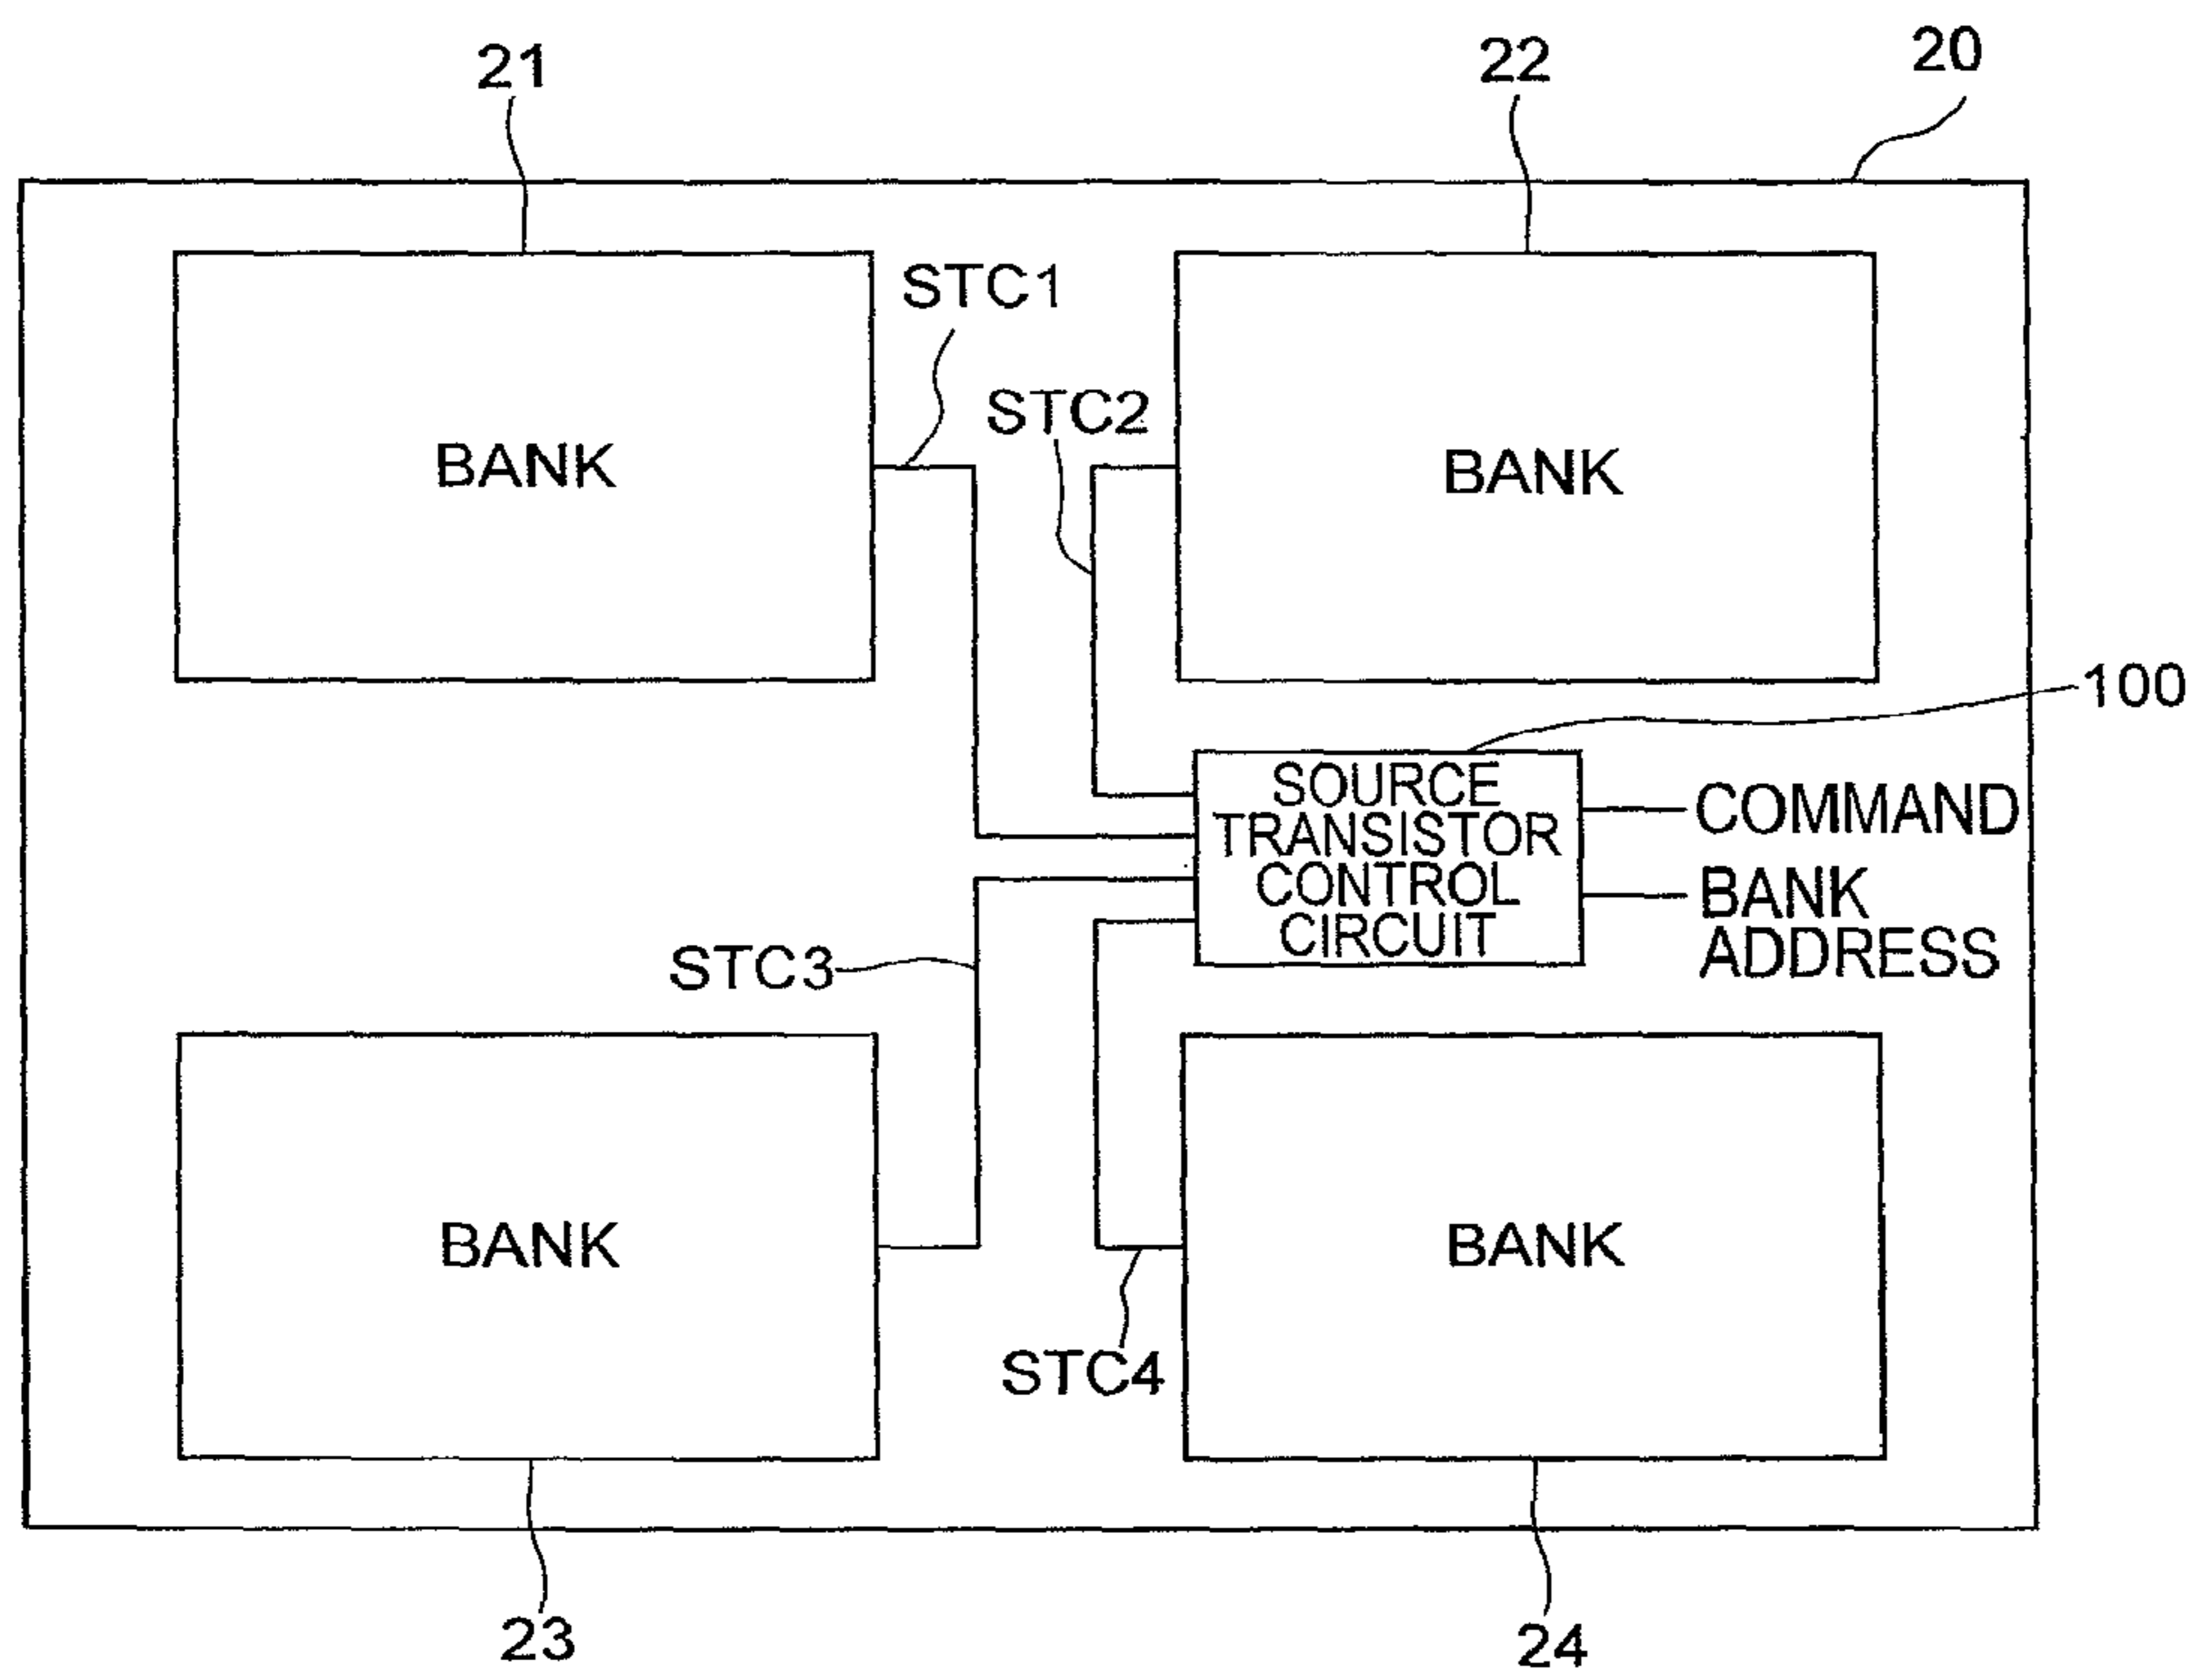 21
22
20
STC1
STC2
BANK
BANK
100
SOURCE
TRANSISTOR
CONTROL
CIRCUIT
COMMAND
BANK
ADDRESS
STC3
BANK
BANK
STC4
23
24